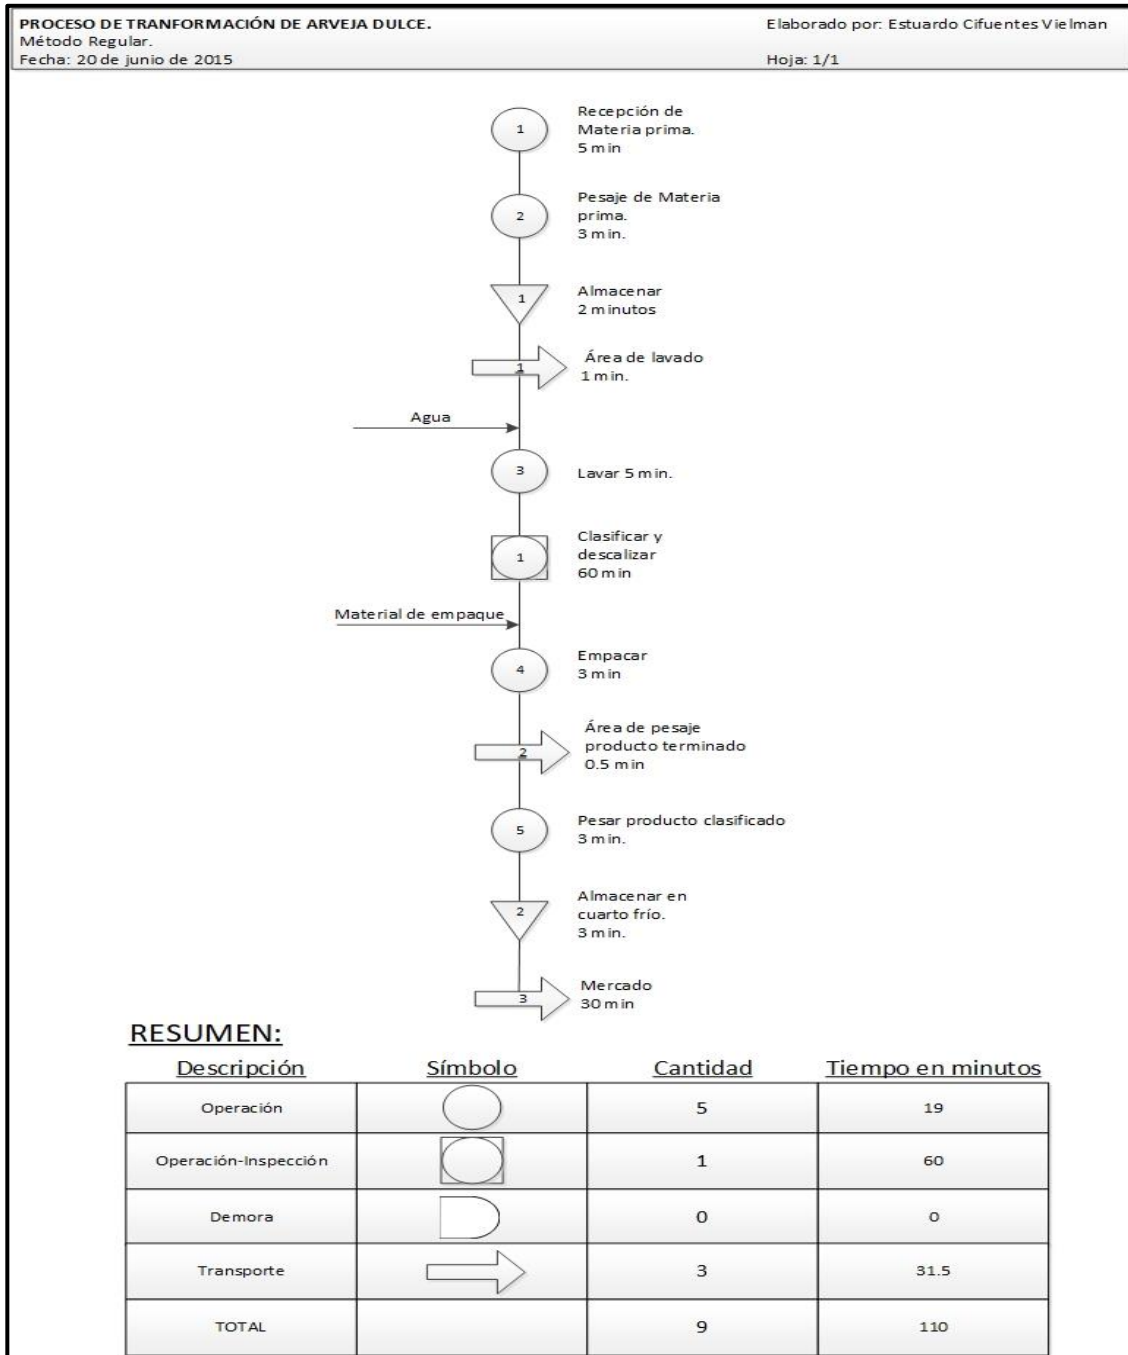 PROCESO DE TRANFORMACIÓN DE ARVEJA DULCE.
Elaborado por: Estuardo Cifuentes Vielman
Método Regular.
Fecha: 20 de junio de 2015
Hoja: 1/1
1
Recepción de
Materia prima.
5 min
2
Pesaje de Materia
prima.
3 min.
1
Almacenar
2 minutos
1
Área de lavado
1 min.
Agua
3
Lavar 5 min.
1
Clasificar y
descalizar
60 min
Material de empaque
4
Empacar
3 min
2
Área de pesaje
producto terminado
0.5 min
5
Pesar producto clasificado
3 min.
2
Almacenar en
cuarto frío.
3 min.
3
Mercado
30 min
RESUMEN:
Descripción Símbolo Cantidad Tiempo en minutos
Operación 5 19
Operación-Inspección 1 60
Demora 0 0
Transporte 3 31.5
TOTAL 9 110